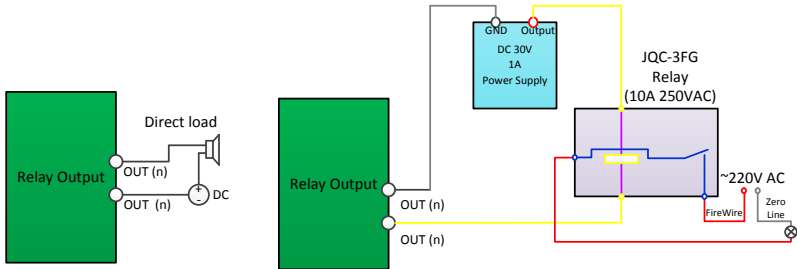 Relay Output
Direct load
OUT (n)
OUT (n)
+
-
DC
Relay Output
OUT (n)
OUT (n)
GND
Output
DC 30V
1A
Power Supply
JQC-3FG
Relay
(10A 250VAC)
~220V AC
FireWire
Zero
Line